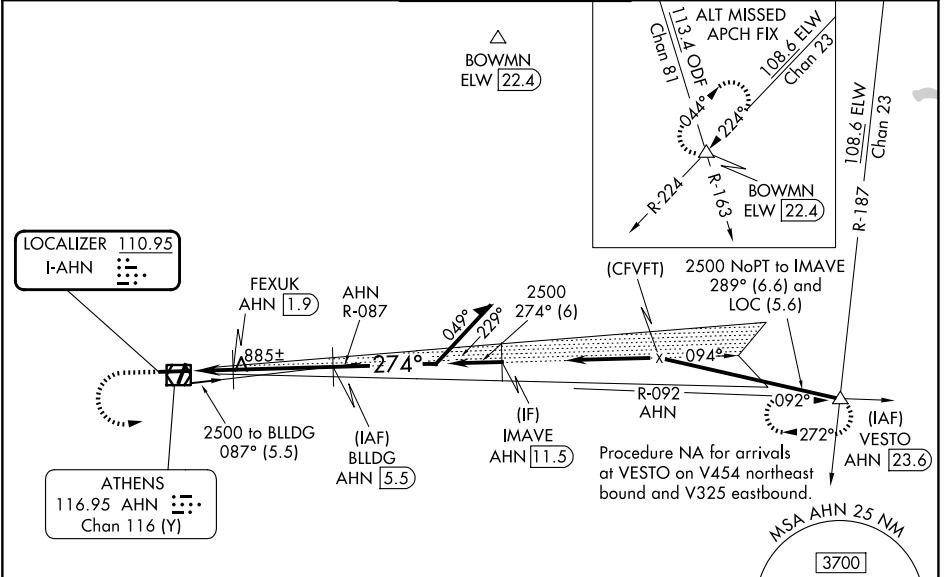 BOWMN
ELW 22.4
ALT MISSED
APCH FIX
113.4 ODF
Chan 81
108.6 ELW
Chan 23
044°
224°
R-224
R-163
BOWMN
ELW 22.4
108.6 ELW
Chan 23
R-187
LOCALIZER 110.95
I-AHN
FEXUK
AHN 1.9
AHN
R-087
049°
229°
2500
274° (6)
(CFVFT)
2500 NoPT to IMAVE
289° (6.6) and
LOC (5.6)
885±
274°
X
094°
R-092
AHN
092°
272°
2500 to BLLDG
087° (5.5)
(IAF)
BLLDG
AHN 5.5
(IF)
IMAVE
AHN 11.5
(IAF)
VESTO
AHN 23.6
Procedure NA for arrivals
at VESTO on V454 northeast
bound and V325 eastbound.
ATHENS
116.95 AHN
Chan 116 (Y)
MSA AHN 25 NM
3700